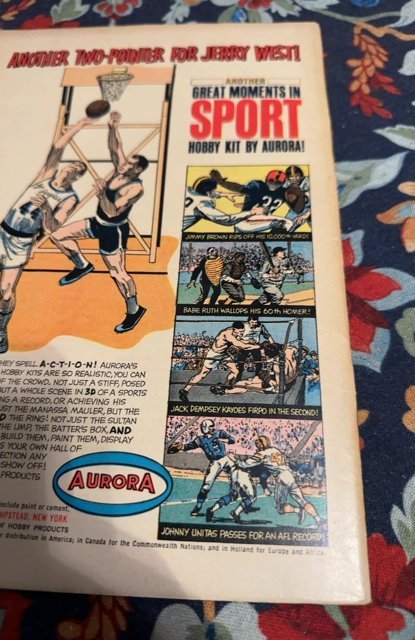 ANOTHER TWO-POINTER FOR JERRY WEST!
ANOTHER
GREAT MOMENTS IN
SPORT
HOBBY KIT BY AURORA!
32
JIMMY BROWN RIPS OFF HIS 10,000th YARD!
BABE RUTH WALLOPS HIS 60th HOMER!
JACK DEMPSEY KAYOES FIRPO IN THE SECOND!
JOHNNY UNITAS PASSES FOR AN AFL RECORD!
HEY SPELL A-C-T-I-O-N! AURORA'S
HOBBY KITS ARE SO REALISTIC, YOU CAN
OF THE CROWD. NOT JUST A STIFF, POSED
BUT A WHOLE SCENE IN 3D OF A SPORTS
NG A RECORD, OR ACHIEVING HIS
UST THE MANASSA MAULER, BUT THE
D THE RING! NOT JUST THE SULTAN
THE UMP, THE BATTER'S BOX, AND
BUILD THEM, PAINT THEM, DISPLAY
G YOUR OWN HALL OF
ECTION ANY
SHOW OFF!
PRODUCTS
AURORA
include paint or cement.
MPSTEAD, NEW YORK
OF HOBBY PRODUCTS
r distribution in America; in Canada for the Commonwealth Nations; and in Holland for Europe and Africa.